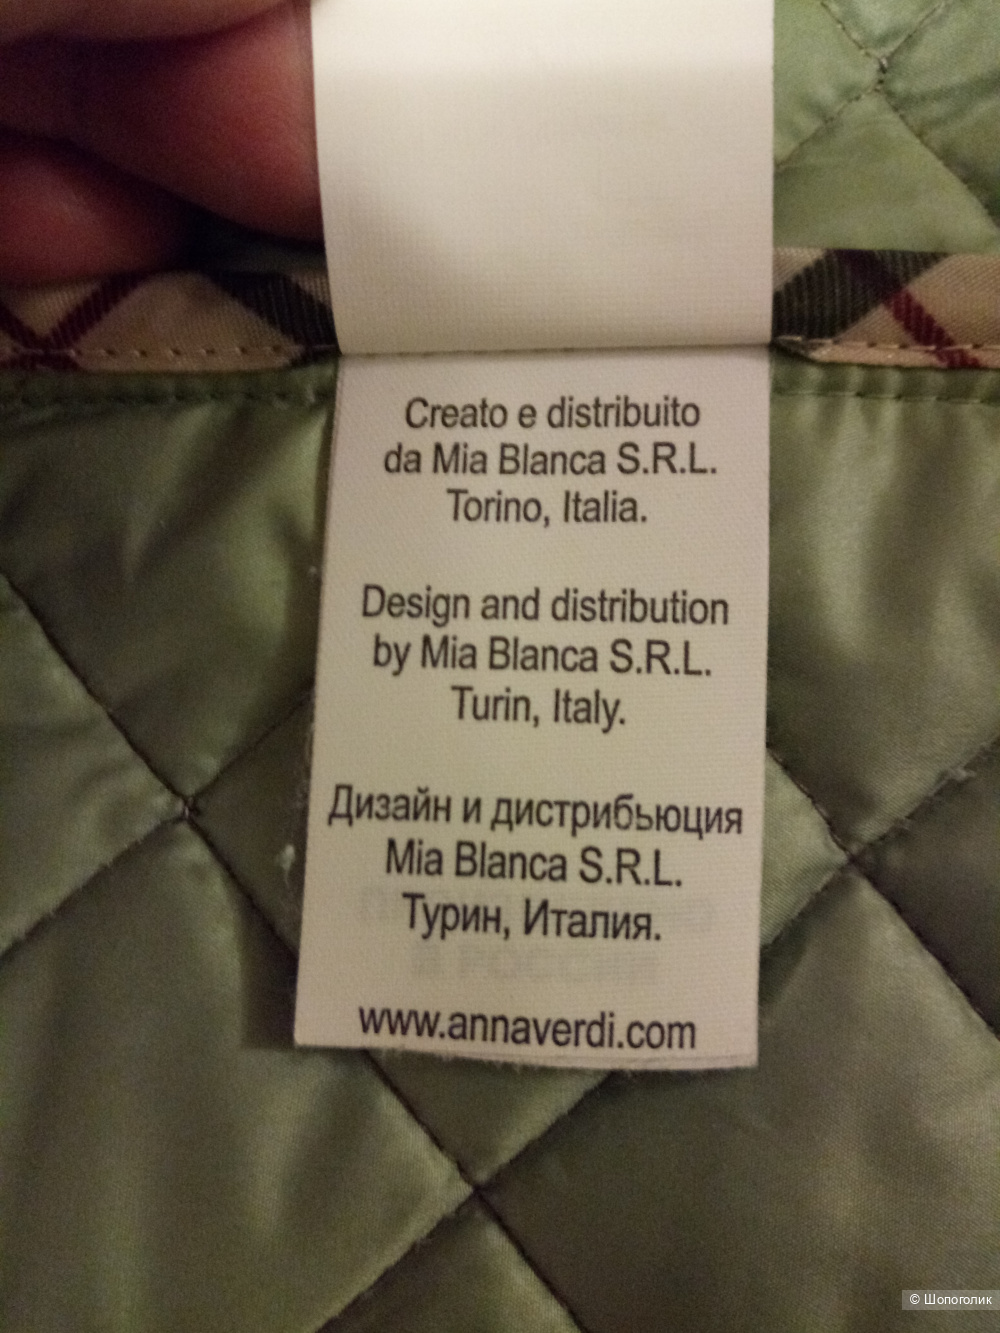 Creato e distribuito
da Mia Blanca S.R.L.
Torino, Italia.
Design and distribution
by Mia Blanca S.R.L.
Turin, Italy.
Дизайн и дистрибьюция
Mia Blanca S.R.L.
Турин, Италия.
www.annaverdi.com
© Шопоголик